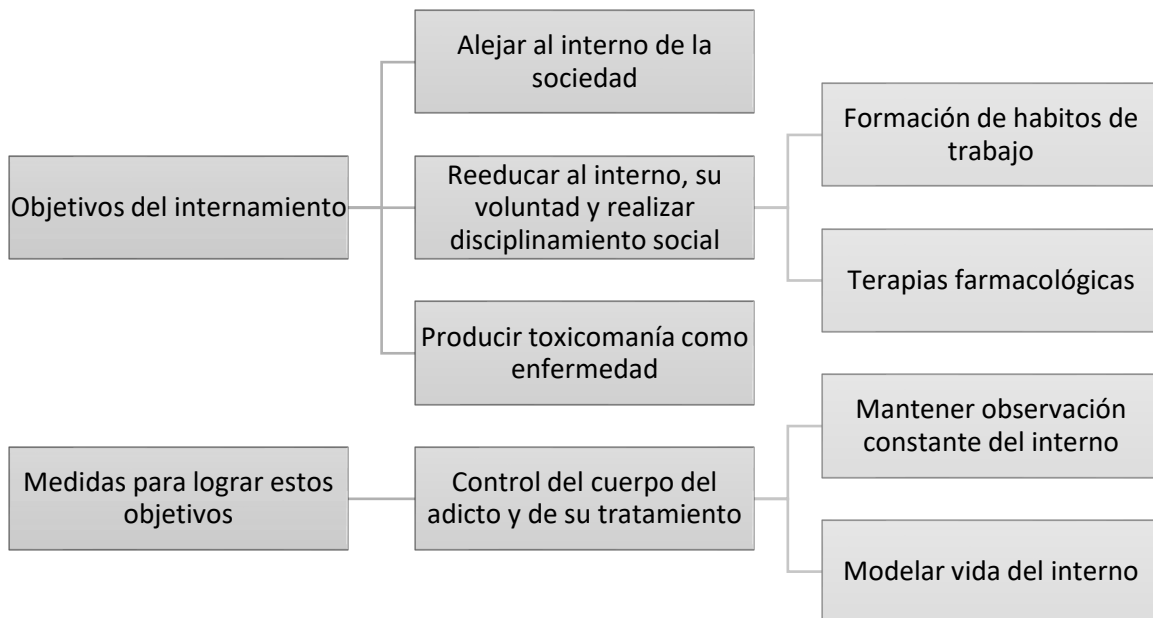 Objetivos del internamiento
Alejar al interno de la
sociedad
Reeducar al interno, su
voluntad y realizar
disciplinamiento social
Formación de habitos de
trabajo
Terapias farmacológicas
Producir toxicomanía como
enfermedad
Medidas para lograr estos
objetivos
Control del cuerpo del
adicto y de su tratamiento
Mantener observación
constante del interno
Modelar vida del interno